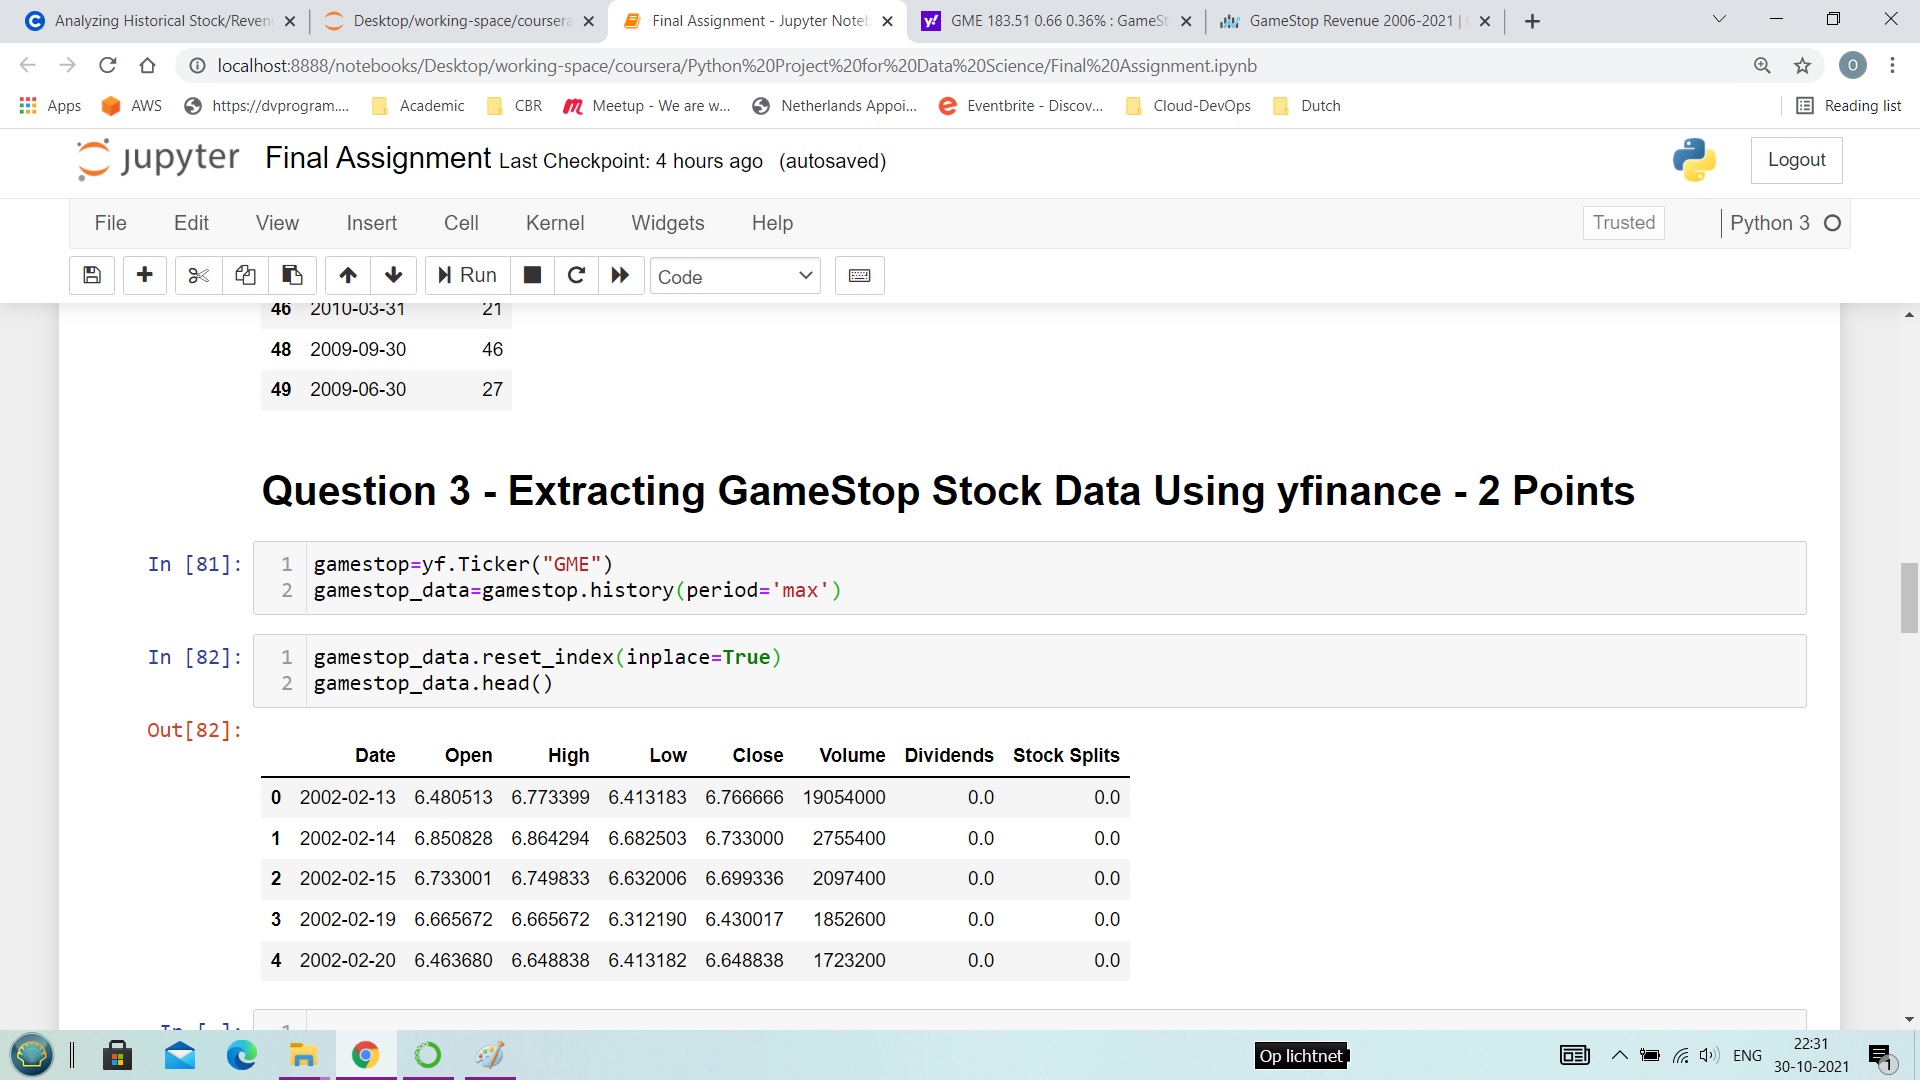 Analyzing Historical Stock/Reven
Desktop/working-space/coursera
Final Assignment - Jupyter Noteb
GME 183.51 0.66 0.36% : GameSt
GameStop Revenue 2006-2021 |
localhost:8888/notebooks/Desktop/working-space/coursera/Python%20Project%20for%20Data%20Science/Final%20Assignment.ipynb
O
Apps
AWS
https://dvprogram....
Academic
CBR
Meetup - We are w...
Netherlands Appoi...
Eventbrite - Discov...
Cloud-DevOps
Dutch
Reading list
jupyter
Final Assignment Last Checkpoint: 4 hours ago (autosaved)
Logout
File Edit View Insert Cell Kernel Widgets Help
Trusted
Python 3
Run
Code
46 2010-03-31 21
48 2009-09-30 46
49 2009-06-30 27
Question 3 - Extracting GameStop Stock Data Using yfinance - 2 Points
In [81]:
1 gamestop=yf.Ticker("GME")
2 gamestop_data=gamestop.history(period='max')
In [82]:
1 gamestop_data.reset_index(inplace=True)
2 gamestop_data.head()
Out[82]:
Date Open High Low Close Volume Dividends Stock Splits
0 2002-02-13 6.480513 6.773399 6.413183 6.766666 19054000 0.0 0.0
1 2002-02-14 6.850828 6.864294 6.682503 6.733000 2755400 0.0 0.0
2 2002-02-15 6.733001 6.749833 6.632006 6.699336 2097400 0.0 0.0
3 2002-02-19 6.665672 6.665672 6.312190 6.430017 1852600 0.0 0.0
4 2002-02-20 6.463680 6.648838 6.413182 6.648838 1723200 0.0 0.0
In [ ]:
1
Op lichtnet
ENG
22:31
30-10-2021
1